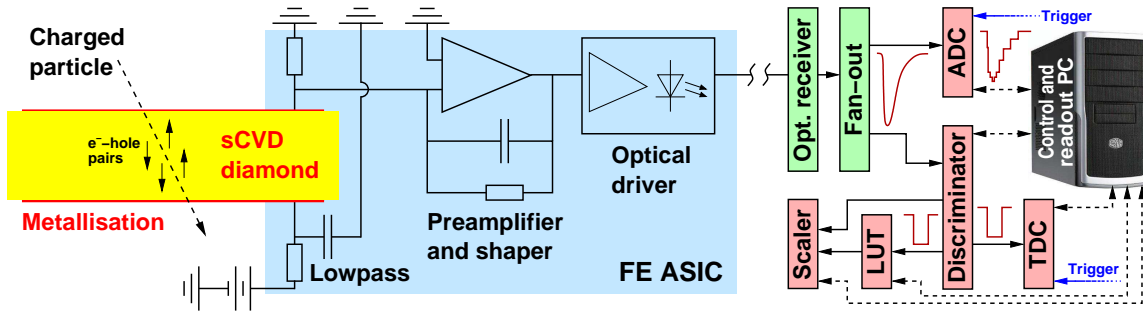 Charged
particle
e⁻−hole
pairs
sCVD
diamond
Metallisation
Lowpass
Preamplifier
and shaper
Optical
driver
FE ASIC
Opt. receiver
Fan−out
ADC
Trigger
Control and
readout PC
Discriminator
Scaler
LUT
TDC
Trigger